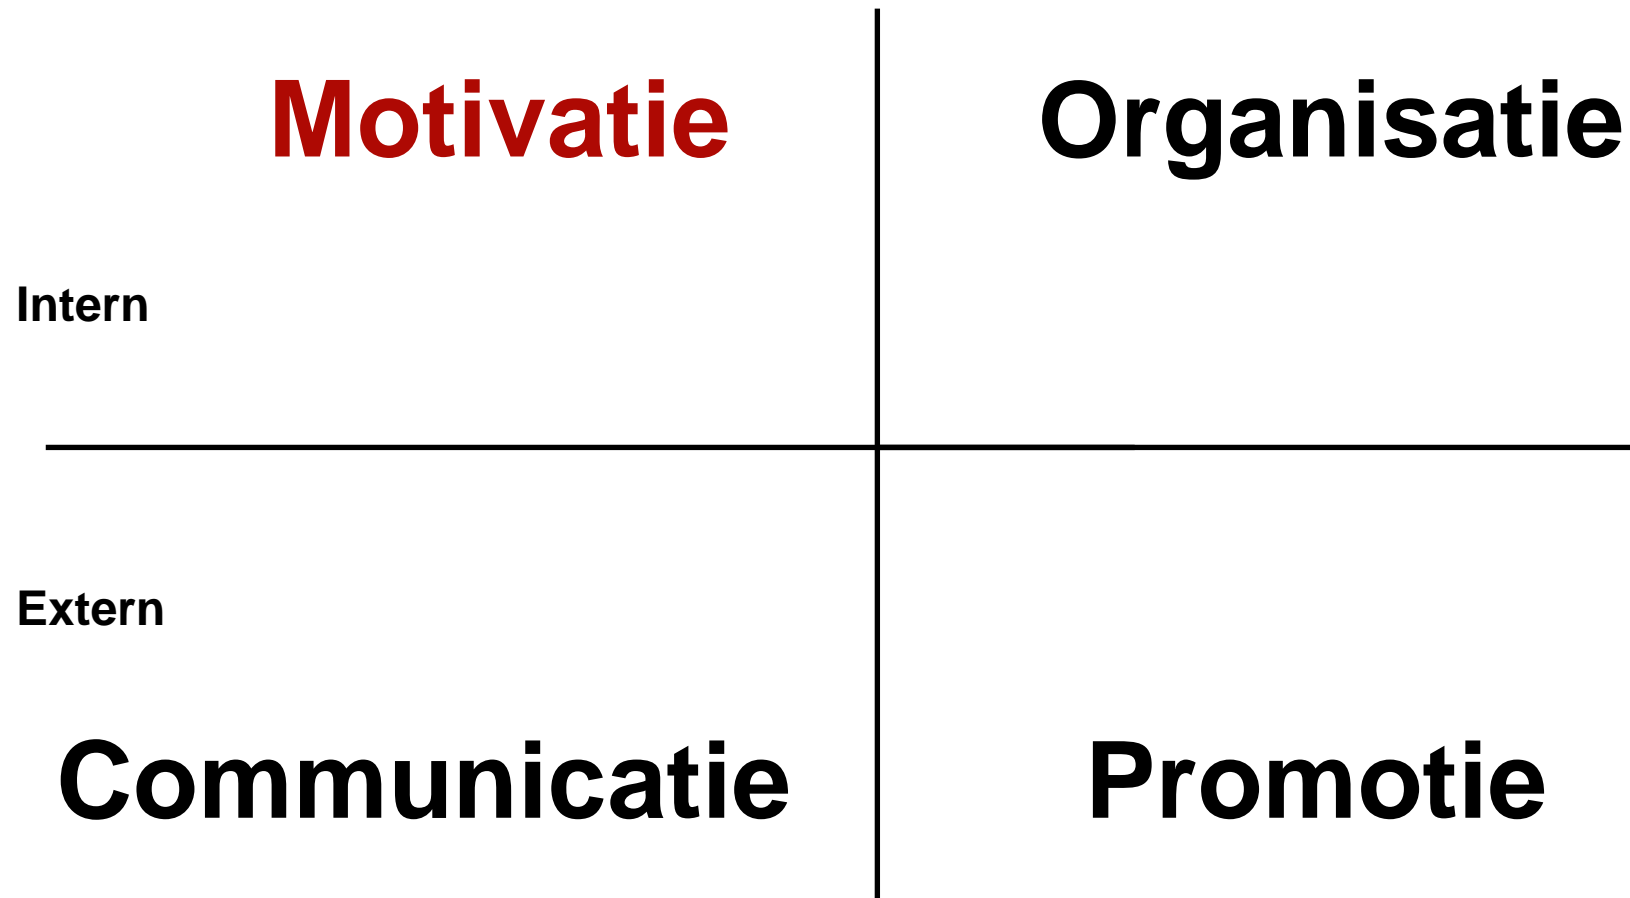 Motivatie
Organisatie
Intern
Extern
Communicatie
Promotie